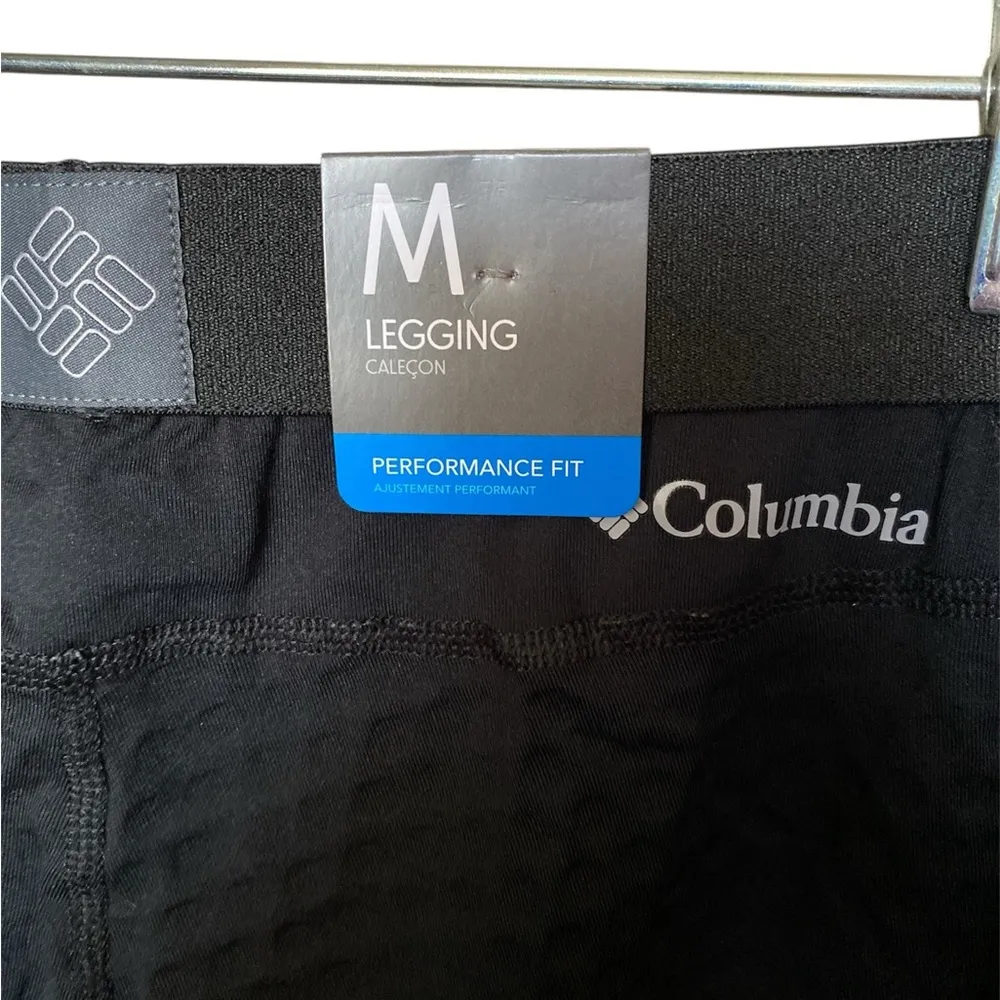 M
LEGGING
CALEÇON
PERFORMANCE FIT
AJUSTEMENT PERFORMANT
Columbia